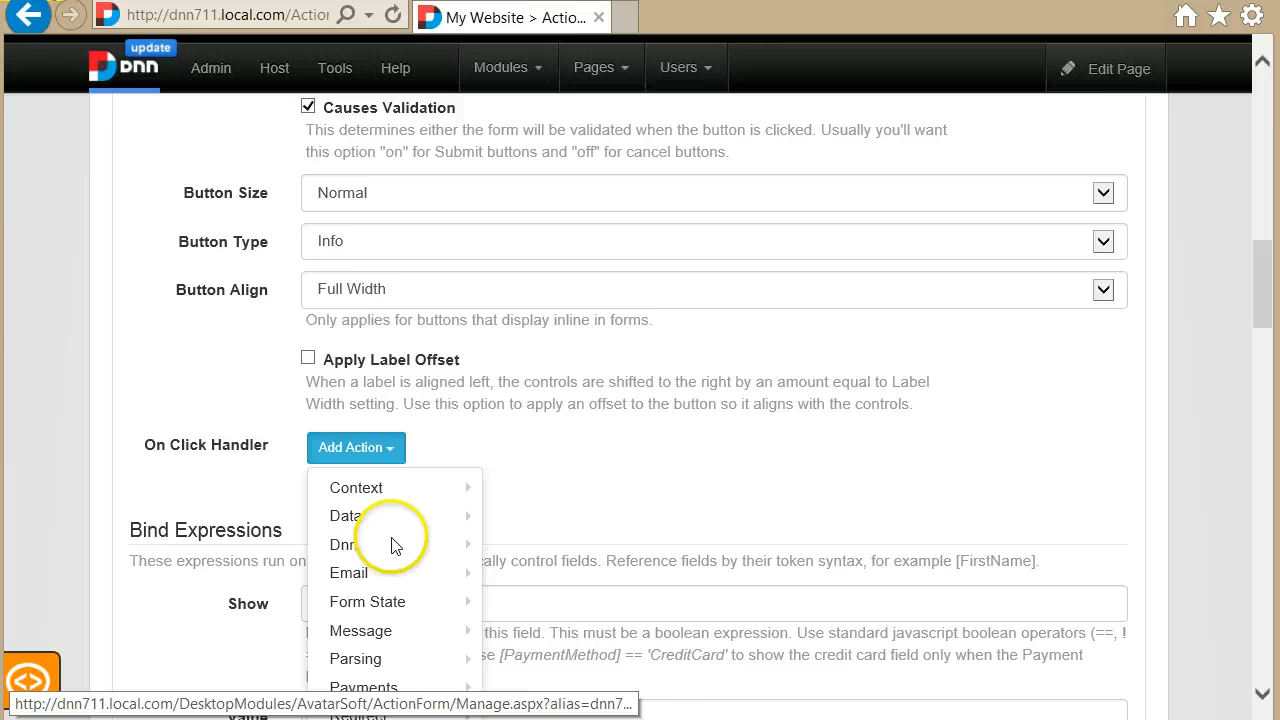 http://dnn711.local.com/Action
My Website > Actio...
update
dnn
Admin
Host
Tools
Help
Modules
Pages
Users
Edit Page
Causes Validation
This determines either the form will be validated when the button is clicked. Usually you'll want
this option "on" for Submit buttons and "off" for cancel buttons.
Button Size
Normal
Button Type
Info
Button Align
Full Width
Only applies for buttons that display inline in forms.
Apply Label Offset
When a label is aligned left, the controls are shifted to the right by an amount equal to Label
Width setting. Use this option to apply an offset to the button so it aligns with the controls.
On Click Handler
Add Action
Context
Data
Dnn
Email
Form State
Message
Parsing
Payments
Redirect
Bind Expressions
These expressions run on cally control fields. Reference fields by their token syntax, for example [FirstName].
Show
this field. This must be a boolean expression. Use standard javascript boolean operators (==, !
se [PaymentMethod] == 'CreditCard' to show the credit card field only when the Payment
Value
http://dnn711.local.com/DesktopModules/AvatarSoft/ActionForm/Manage.aspx?alias=dnn7...